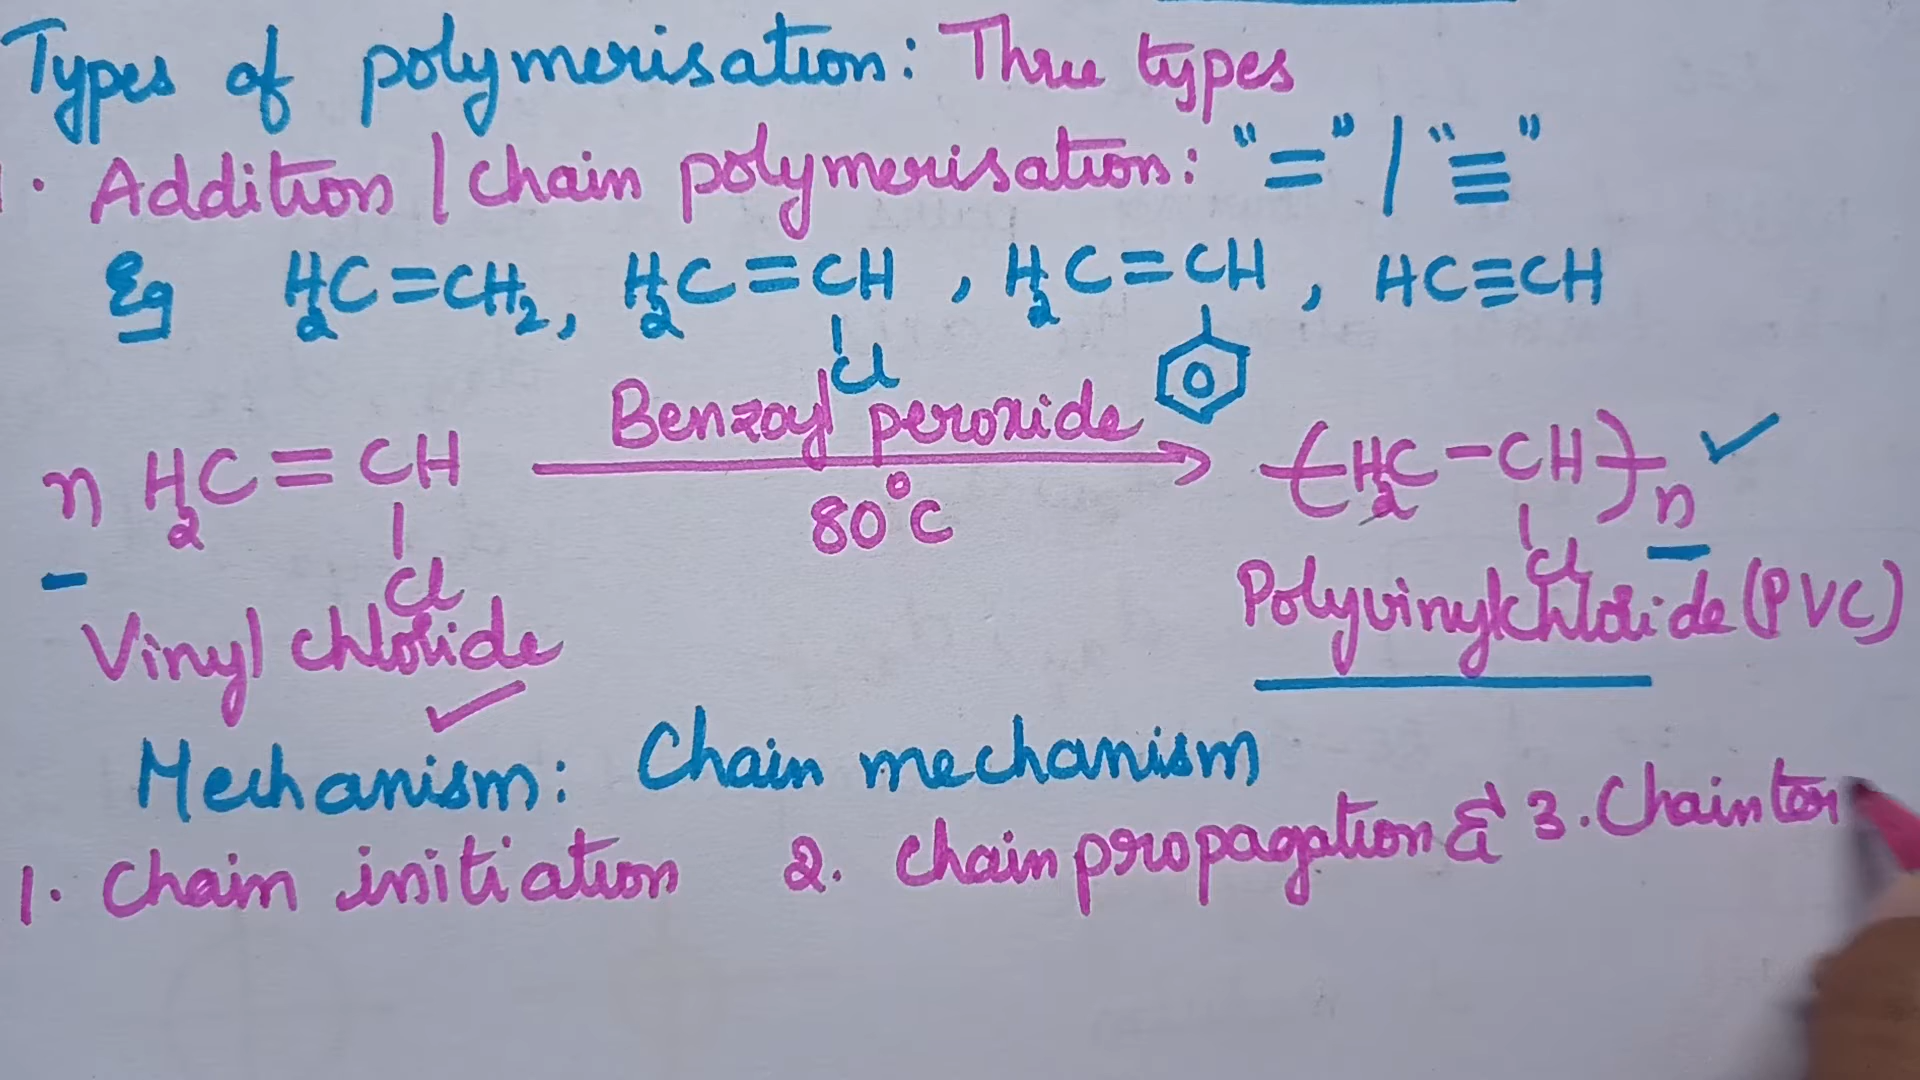 Types of polymerisation: Three types
1. Addition / Chain polymerisation: "=" / "≡"
Eg H₂C=CH₂, H₂C=CH, H₂C=CH, HC≡CH
Cl
Benzoyl peroxide
n H₂C=CH
80°C
(H₂C-CH)n
Cl
Cl
Vinyl chloride
Polyvinylchloride (PVC)
Mechanism: Chain mechanism
1. Chain initiation 2. Chain propagation & 3. Chain